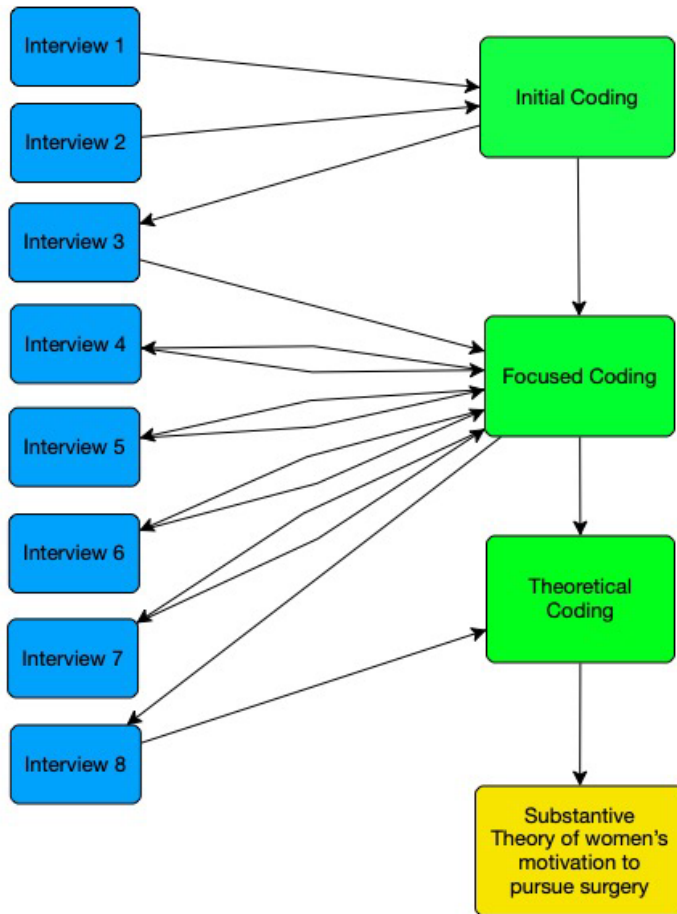 Interview 1
Interview 2
Interview 3
Interview 4
Interview 5
Interview 6
Interview 7
Interview 8
Initial Coding
Focused Coding
Theoretical
Coding
Substantive
Theory of women's
motivation to
pursue surgery